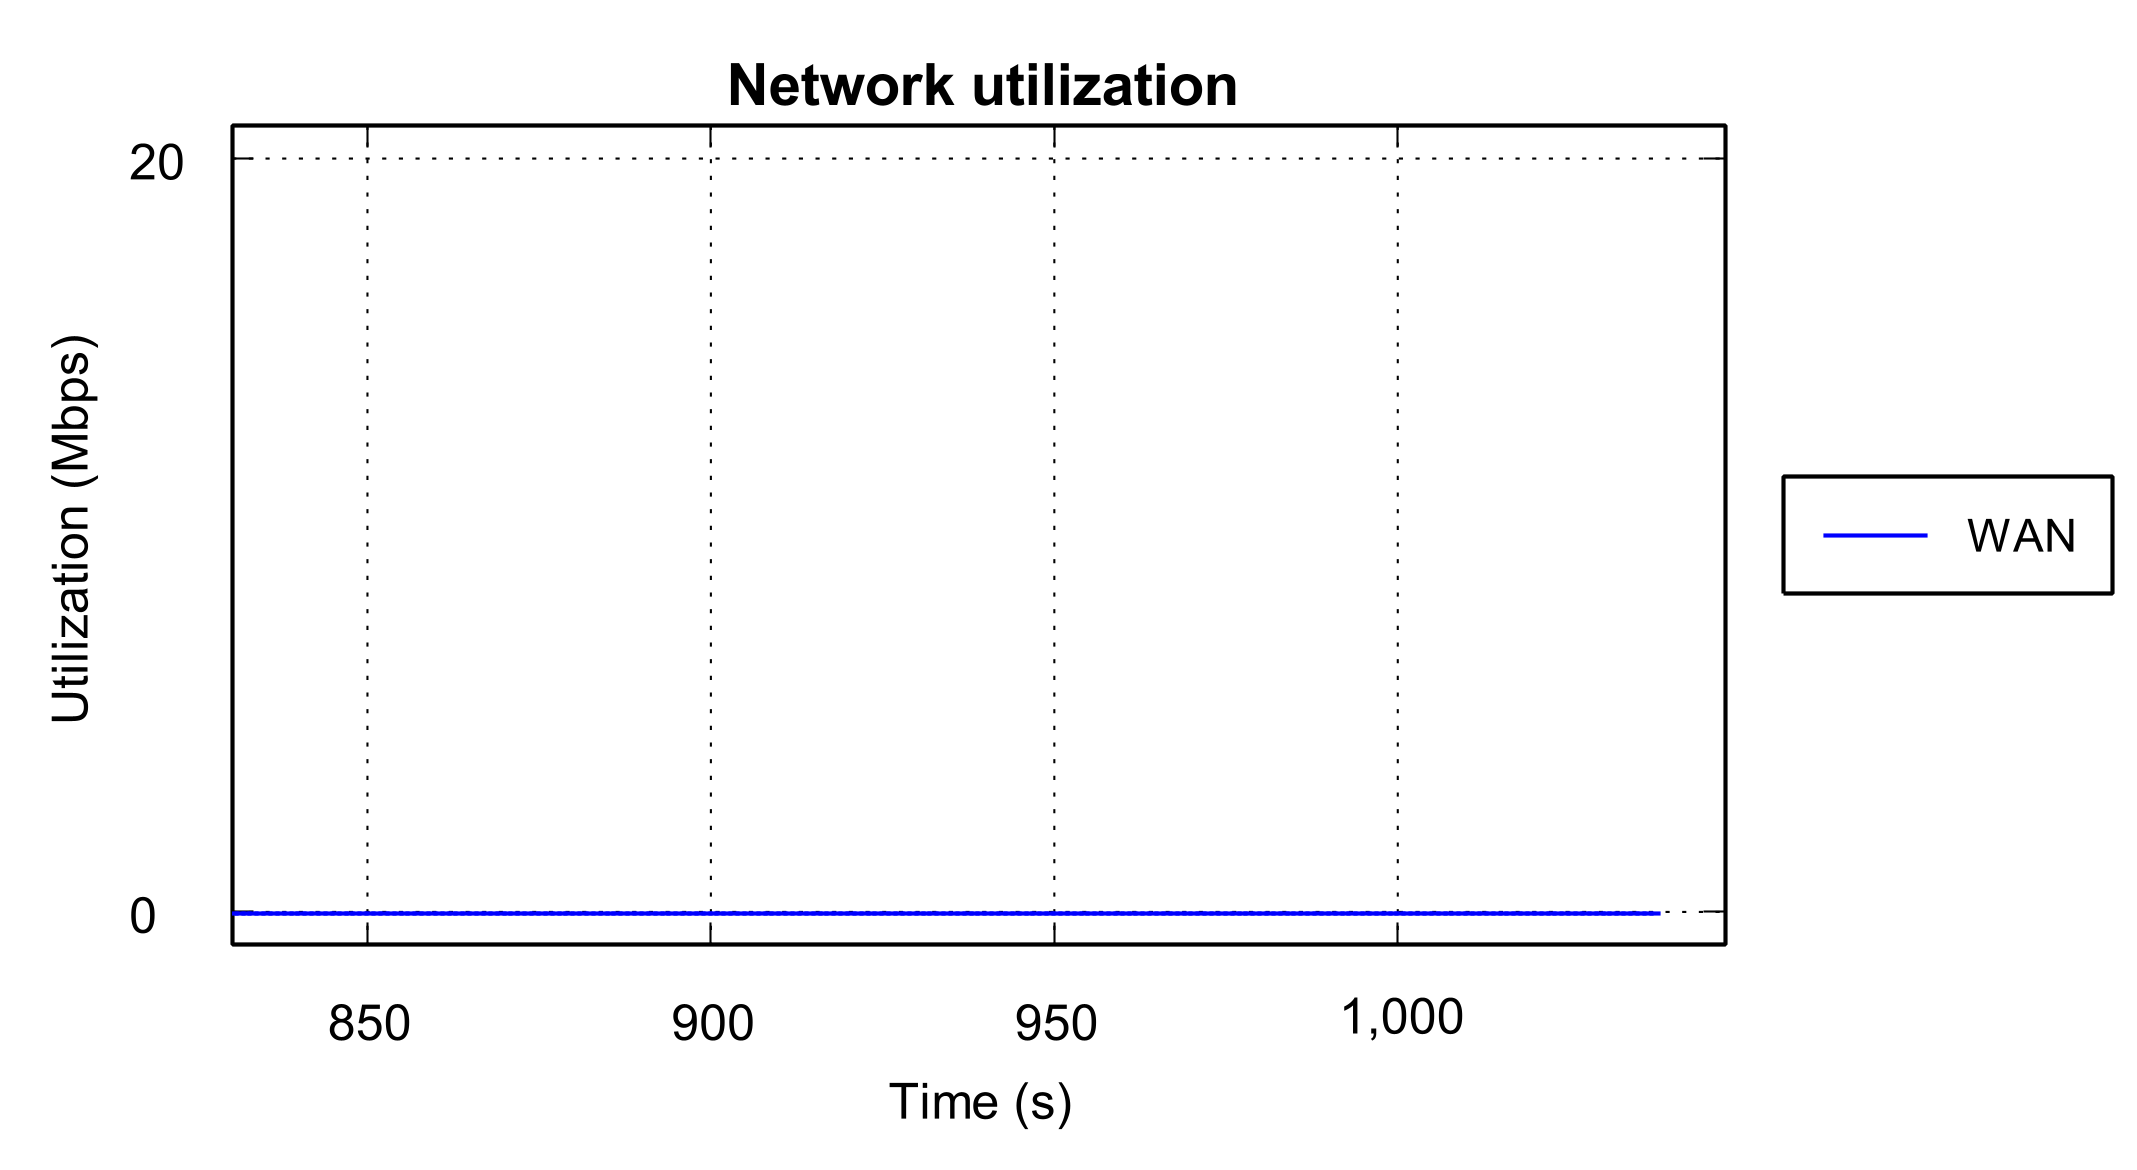 Network utilization
20
Utilization (Mbps)
WAN
0
850 900 950 1,000
Time (s)